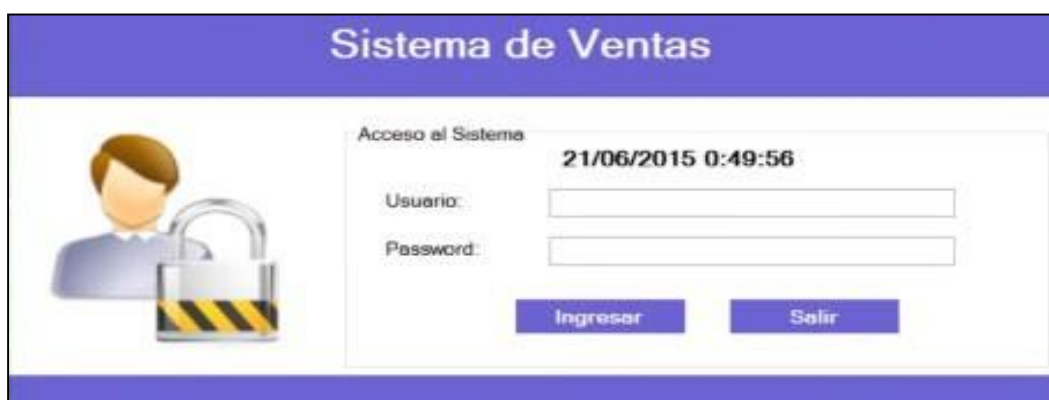 Sistema de Ventas
Acceso al Sistema
21/06/2015 0:49:56
Usuario:
Password:
Ingresar Salir